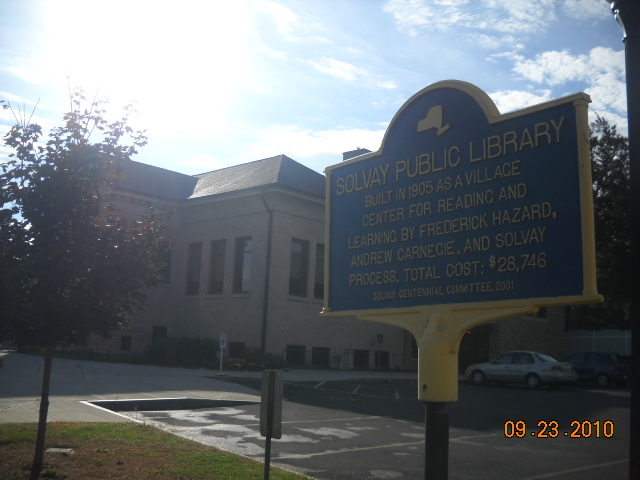 SOLVAY PUBLIC LIBRARY
BUILT IN 1905 AS A VILLAGE
CENTER FOR READING AND
LEARNING BY FREDERICK HAZARD,
ANDREW CARNEGIE, AND SOLVAY
PROCESS. TOTAL COST: $28,746
SOLVAY CENTENNIAL COMMITTEE, 2001
09.23.2010